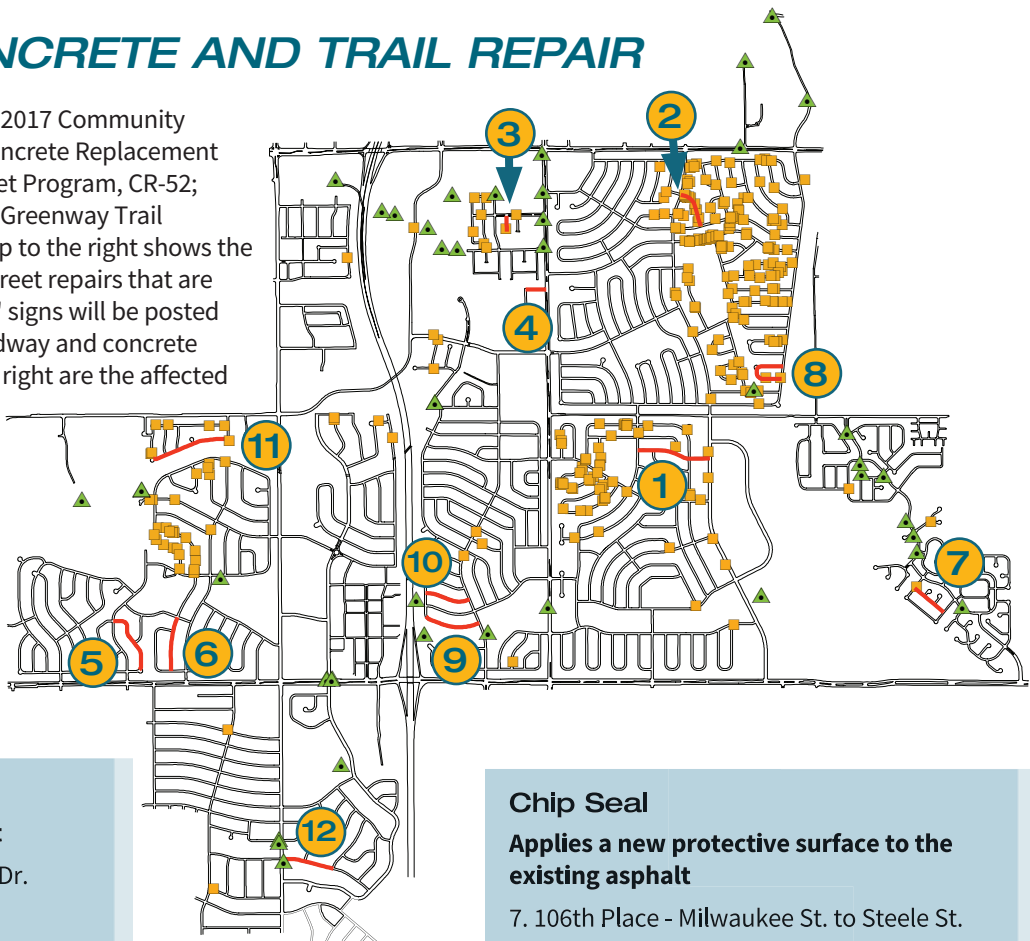 NCRETE AND TRAIL REPAIR
2017 Community
ncrete Replacement
et Program, CR-52;
Greenway Trail
p to the right shows the
reet repairs that are
' signs will be posted
dway and concrete
right are the affected
3
2
4
8
11
1
10
7
5
6
9
12
:
Dr.
Chip Seal
Applies a new protective surface to the
existing asphalt
7. 106th Place - Milwaukee St. to Steele St.